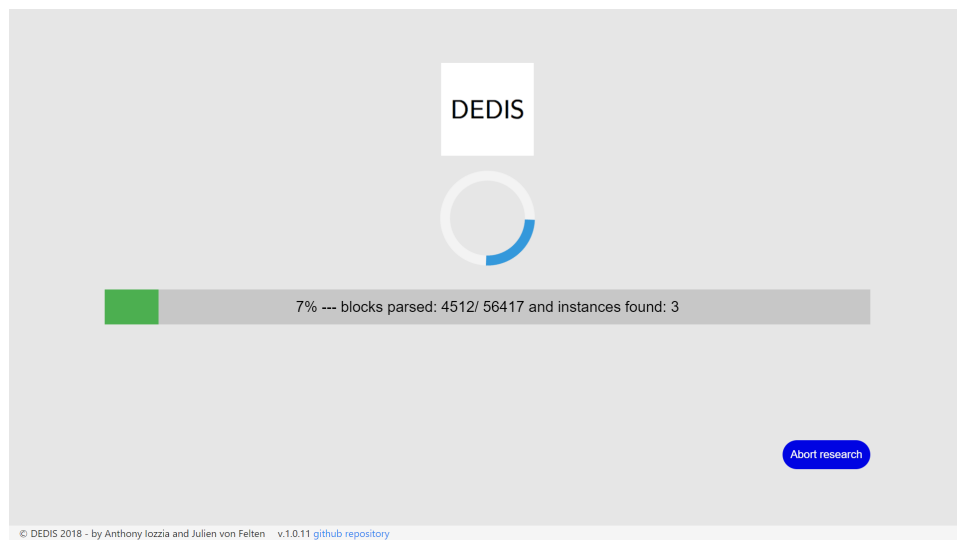 DEDIS
7% --- blocks parsed: 4512/ 56417 and instances found: 3
Abort research
© DEDIS 2018 - by Anthony Iozzia and Julien von Felten v.1.0.11 github repository